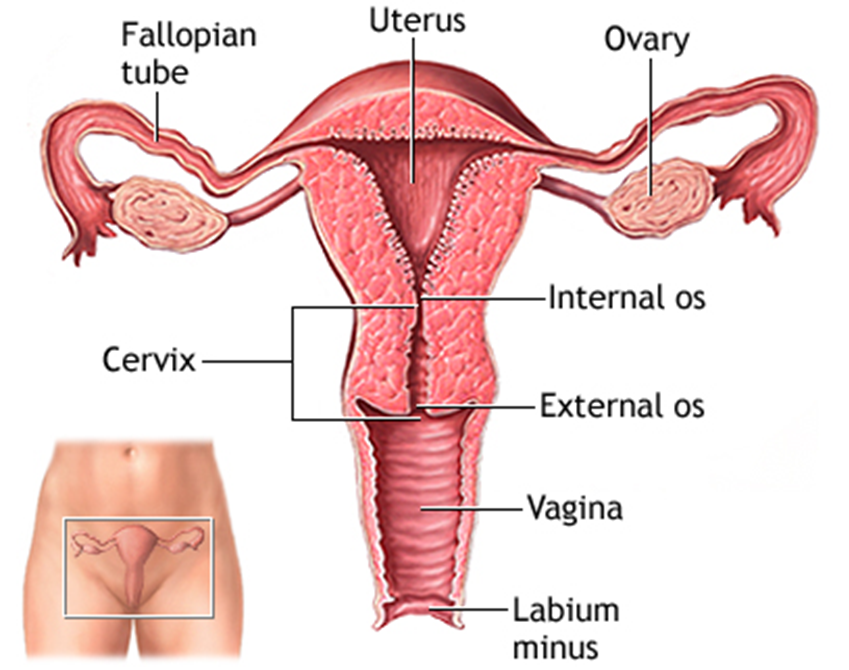 Fallopian
tube
Uterus
Ovary
Internal os
Cervix
External os
Vagina
Labium
minus